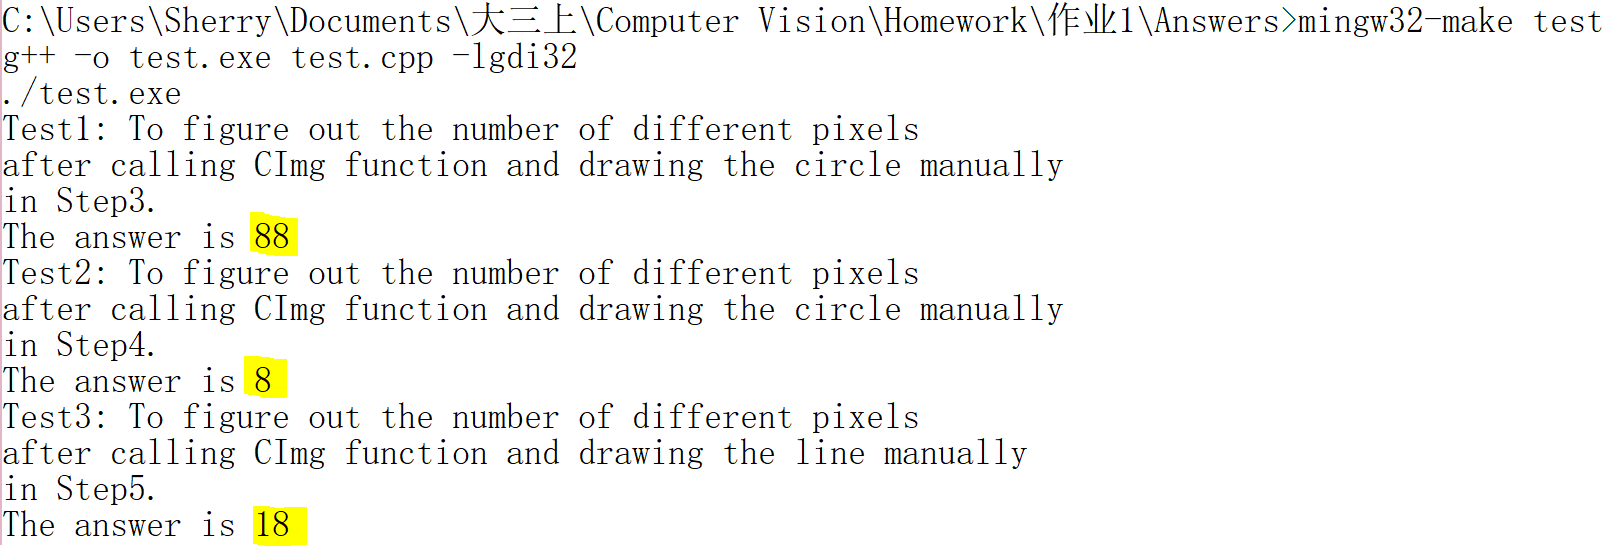 C:\Users\Sherry\Documents\大三上\Computer Vision\Homework\作业1\Answers>mingw32-make test
g++ -o test.exe test.cpp -lgdi32
./test.exe
Test1: To figure out the number of different pixels
after calling CImg function and drawing the circle manually
in Step3.
The answer is 88
Test2: To figure out the number of different pixels
after calling CImg function and drawing the circle manually
in Step4.
The answer is 8
Test3: To figure out the number of different pixels
after calling CImg function and drawing the line manually
in Step5.
The answer is 18